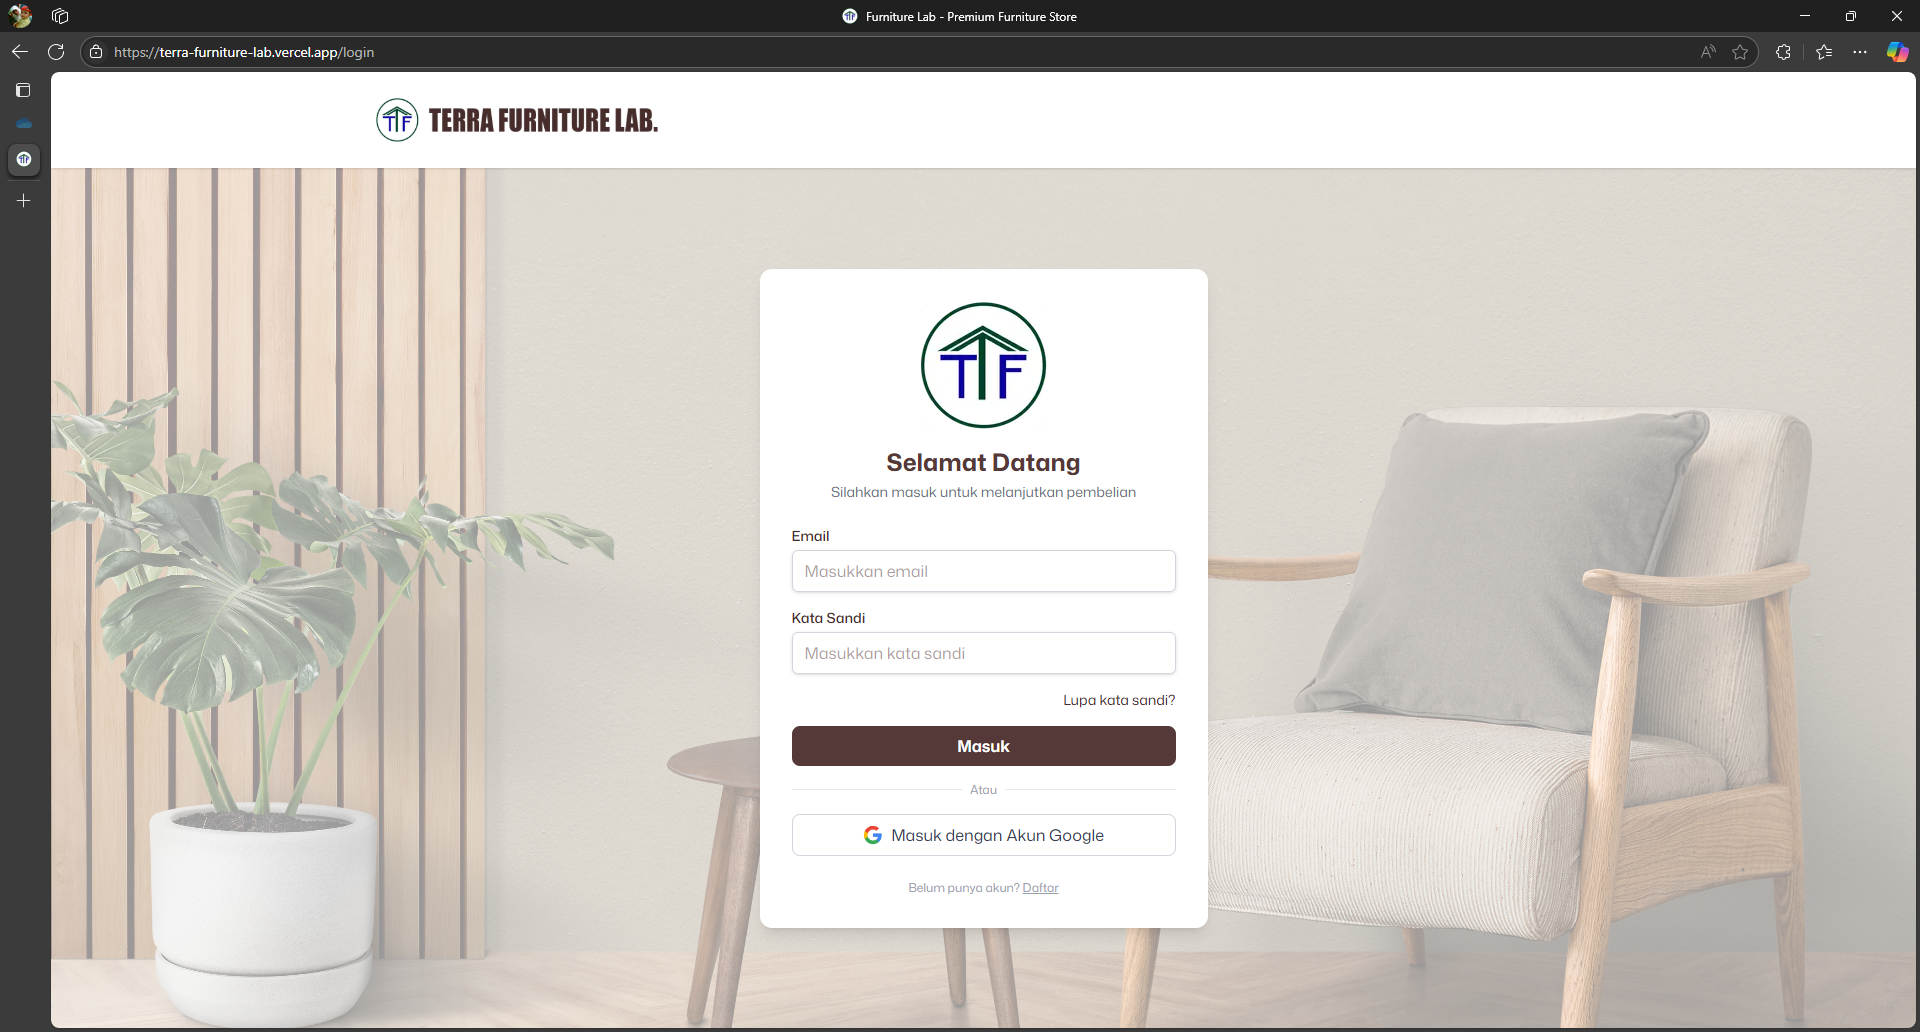 Furniture Lab - Premium Furniture Store
https://terra-furniture-lab.vercel.app/login
TF TERRA FURNITURE LAB.
TF
Selamat Datang
Silahkan masuk untuk melanjutkan pembelian
Email
Masukkan email
Kata Sandi
Masukkan kata sandi
Lupa kata sandi?
Masuk
Atau
Masuk dengan Akun Google
Belum punya akun? Daftar